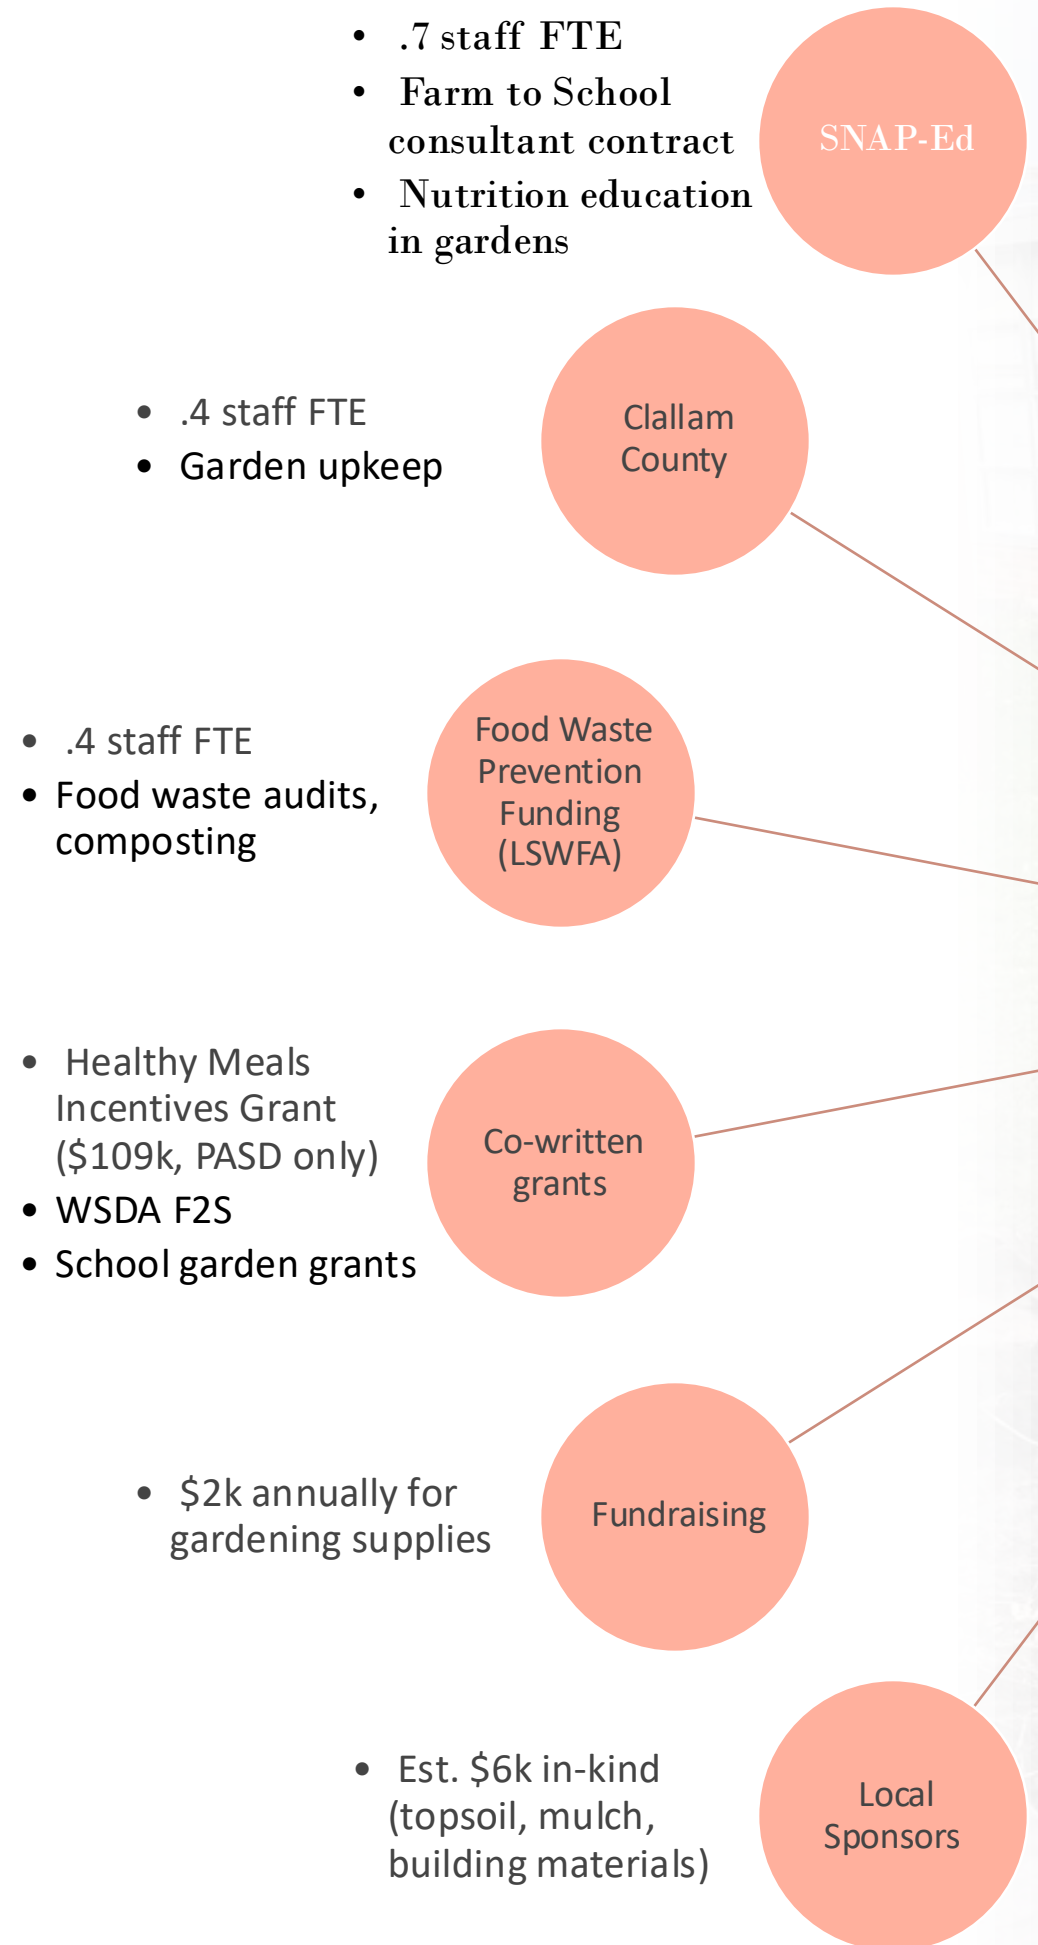 • .7 staff FTE
• Farm to School
consultant contract
• Nutrition education
in gardens
SNAP-Ed
• .4 staff FTE
• Garden upkeep
Clallam
County
• .4 staff FTE
• Food waste audits,
composting
Food Waste
Prevention
Funding
(LSWFA)
• Healthy Meals
Incentives Grant
($109k, PASD only)
• WSDA F2S
• School garden grants
Co-written
grants
• $2k annually for
gardening supplies
Fundraising
• Est. $6k in-kind
(topsoil, mulch,
building materials)
Local
Sponsors